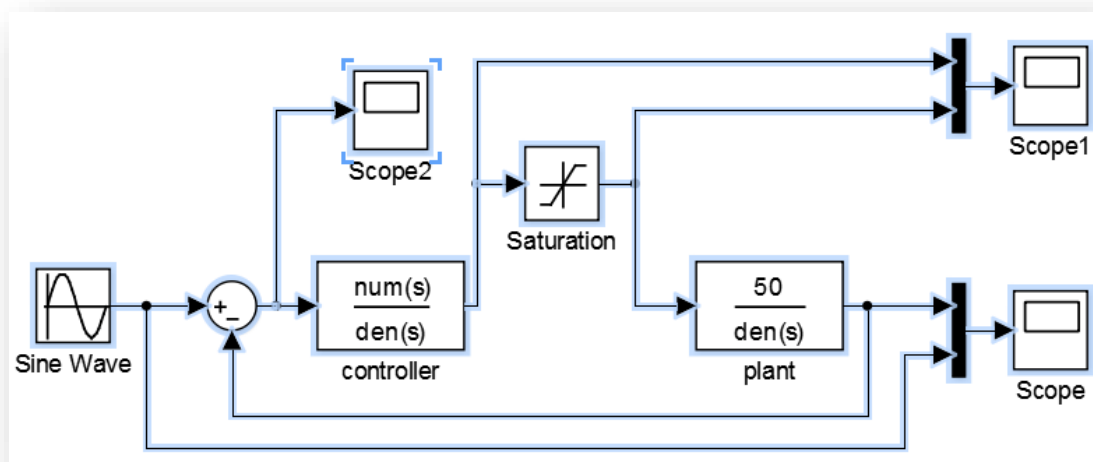 Scope2
Scope1
Saturation
+
−
Sine Wave
num(s)
den(s)
controller
50
den(s)
plant
Scope